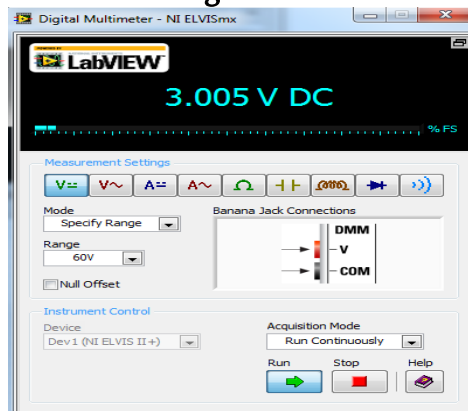 Digital Multimeter - NI ELVISmx
LabVIEW
3.005 V DC
% FS
Measurement Settings
V= V~ A= A~ Ω
Mode
Specify Range
Banana Jack Connections
Range
60V
DMM
V
COM
Null Offset
Instrument Control
Device
Dev1 (NI ELVIS II+)
Acquisition Mode
Run Continuously
Run Stop Help